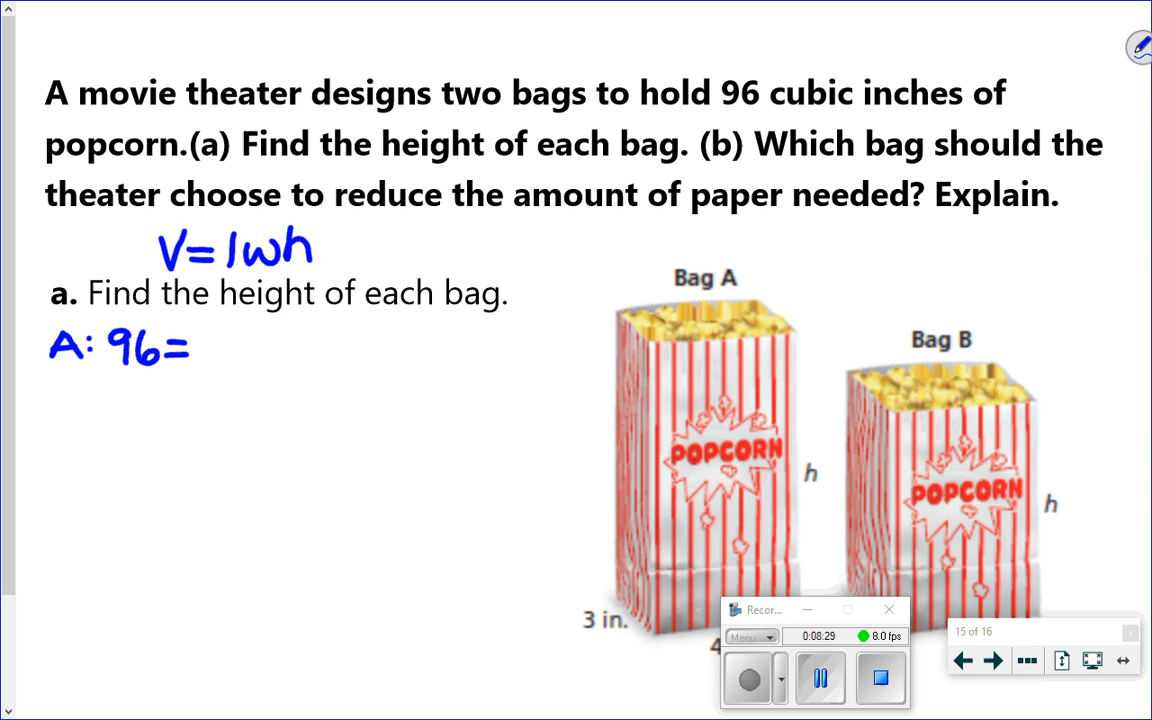 A movie theater designs two bags to hold 96 cubic inches of
popcorn.(a) Find the height of each bag. (b) Which bag should the
theater choose to reduce the amount of paper needed? Explain.
V=lwh
a. Find the height of each bag.
A: 96=
Bag A
Bag B
POPCORN
h
POPCORN
h
3 in.
4
Recor...
Menu
0:08:29
8.0 fps
15 of 16